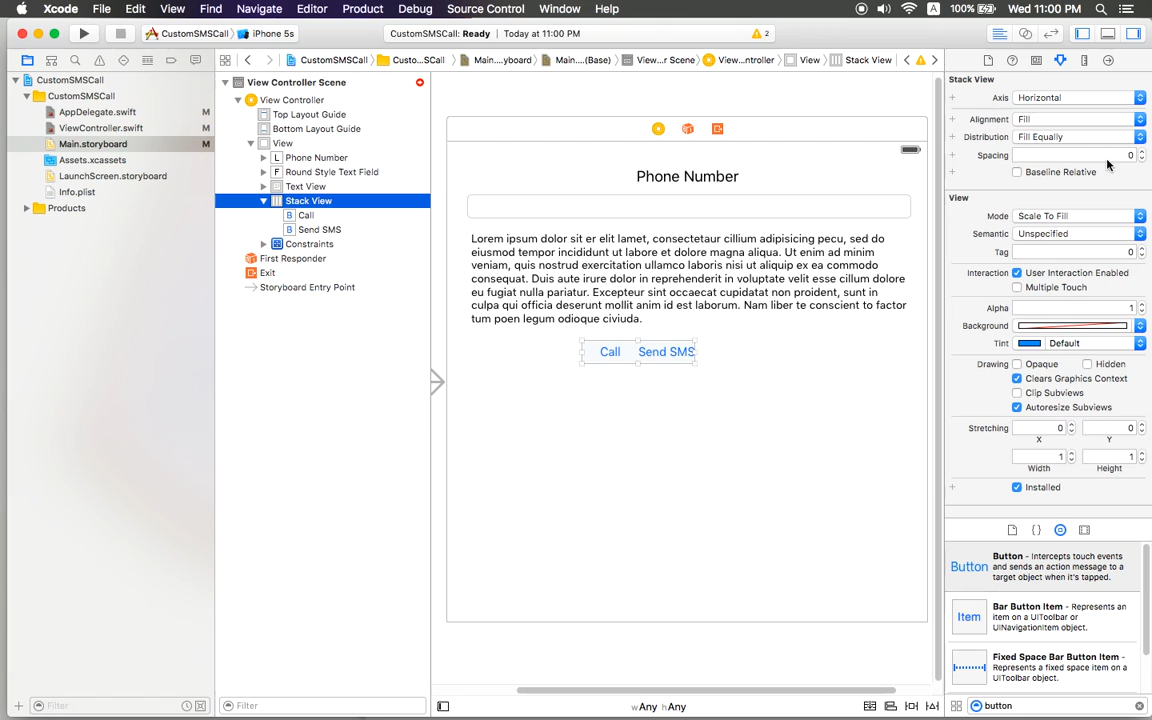 Xcode File Edit View Find Navigate Editor Product Debug Source Control Window Help 100% A Wed 11:00 PM
CustomSMSCall iPhone 5s CustomSMSCall: Ready Today at 11:00 PM 2
CustomSMSCall Custo...SCall Main....yboard Main....(Base) View...r Scene View...ntroller View Stack View
CustomSMSCall
CustomSMSCall
AppDelegate.swift M
ViewController.swift M
Main.storyboard M
Assets.xcassets
LaunchScreen.storyboard
Info.plist
Products
Filter
View Controller Scene
View Controller
Top Layout Guide
Bottom Layout Guide
View
L Phone Number
F Round Style Text Field
Text View
Stack View
B Call
B Send SMS
Constraints
First Responder
Exit
Storyboard Entry Point
Filter
Phone Number
Lorem ipsum dolor sit er elit lamet, consectetaur cillium adipisicing pecu, sed do
eiusmod tempor incididunt ut labore et dolore magna aliqua. Ut enim ad minim
veniam, quis nostrud exercitation ullamco laboris nisi ut aliquip ex ea commodo
consequat. Duis aute irure dolor in reprehenderit in voluptate velit esse cillum dolore
eu fugiat nulla pariatur. Excepteur sint occaecat cupidatat non proident, sunt in
culpa qui officia deserunt mollit anim id est laborum. Nam liber te conscient to factor
tum poen legum odioque civiuda.
Call Send SMS
wAny hAny
Stack View
Axis Horizontal
Alignment Fill
Distribution Fill Equally
Spacing 0
Baseline Relative
View
Mode Scale To Fill
Semantic Unspecified
Tag 0
Interaction User Interaction Enabled
Multiple Touch
Alpha 1
Background
Tint Default
Drawing Opaque Hidden
Clears Graphics Context
Clip Subviews
Autoresize Subviews
Stretching 0 0
X Y
1 1
Width Height
Installed
Button
Button - Intercepts touch events
and sends an action message to a
target object when it's tapped.
Item
Bar Button Item - Represents an
item on a UIToolbar or
UINavigationItem object.
Fixed Space Bar Button Item -
Represents a fixed space item on a
UIToolbar object.
button